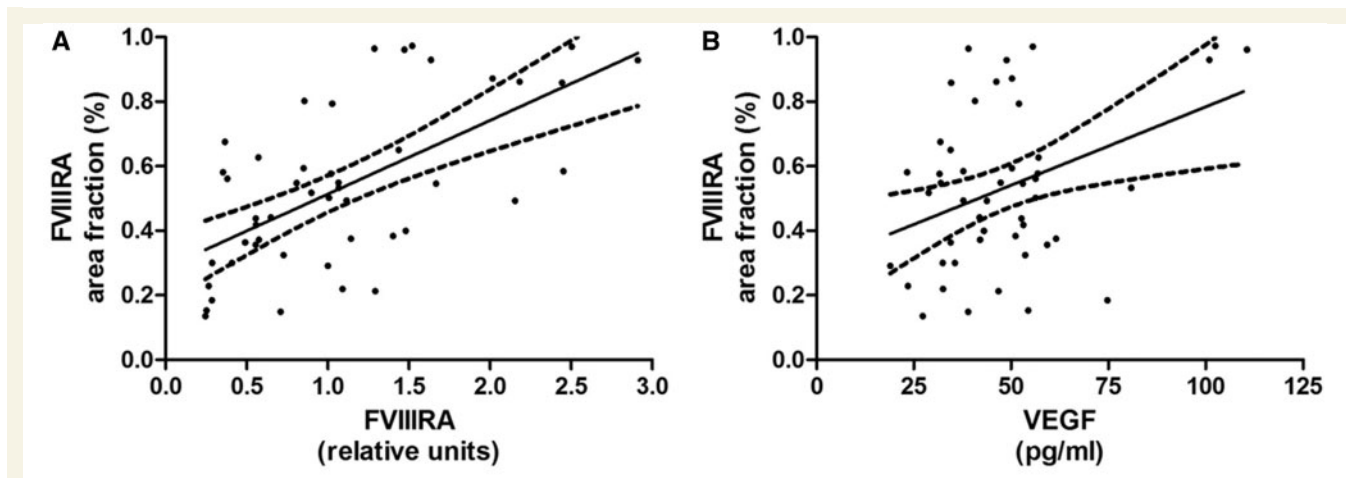 A
FVIIIRA
area fraction (%)
1.0
0.8
0.6
0.4
0.2
0.0
0.0 0.5 1.0 1.5 2.0 2.5 3.0
FVIIIRA
(relative units)
B
FVIIIRA
area fraction (%)
1.0
0.8
0.6
0.4
0.2
0.0
0 25 50 75 100 125
VEGF
(pg/ml)